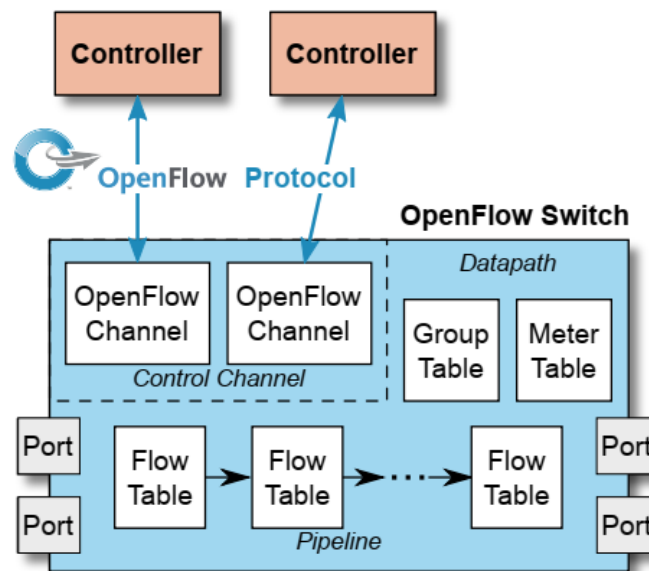 Controller
Controller
OpenFlow Protocol
OpenFlow Switch
Datapath
OpenFlow
Channel
OpenFlow
Channel
Control Channel
Group
Table
Meter
Table
Port
Port
Flow
Table
Flow
Table
...
Flow
Table
Port
Port
Pipeline